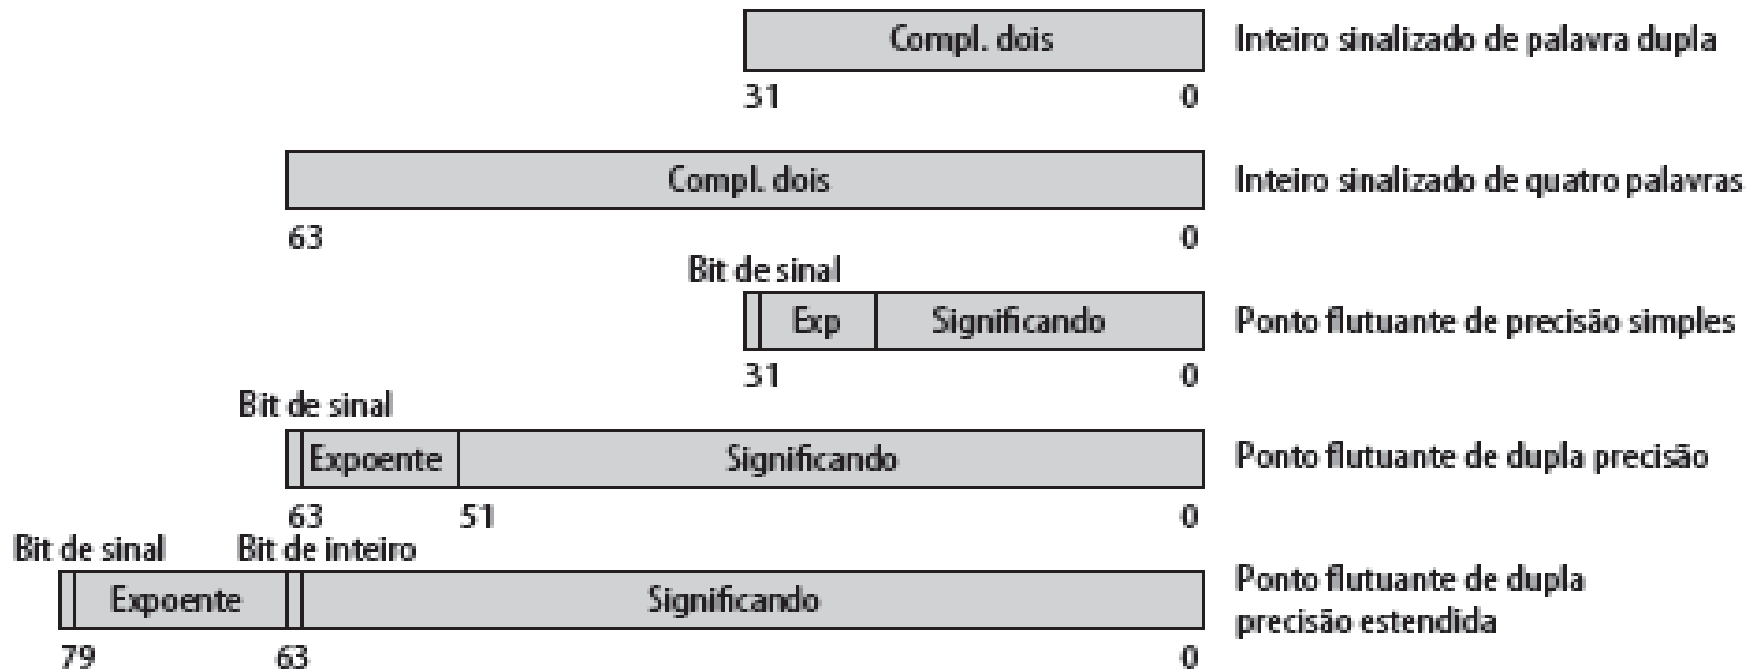 Compl. dois Inteiro sinalizado de palavra dupla
31 0
Compl. dois Inteiro sinalizado de quatro palavras
63 0
Bit de sinal
Exp Significando Ponto flutuante de precisão simples
31 0
Bit de sinal
Expoente Significando Ponto flutuante de dupla precisão
63 51 0
Bit de sinal Bit de inteiro
Expoente Significando Ponto flutuante de dupla
precisão estendida
79 63 0